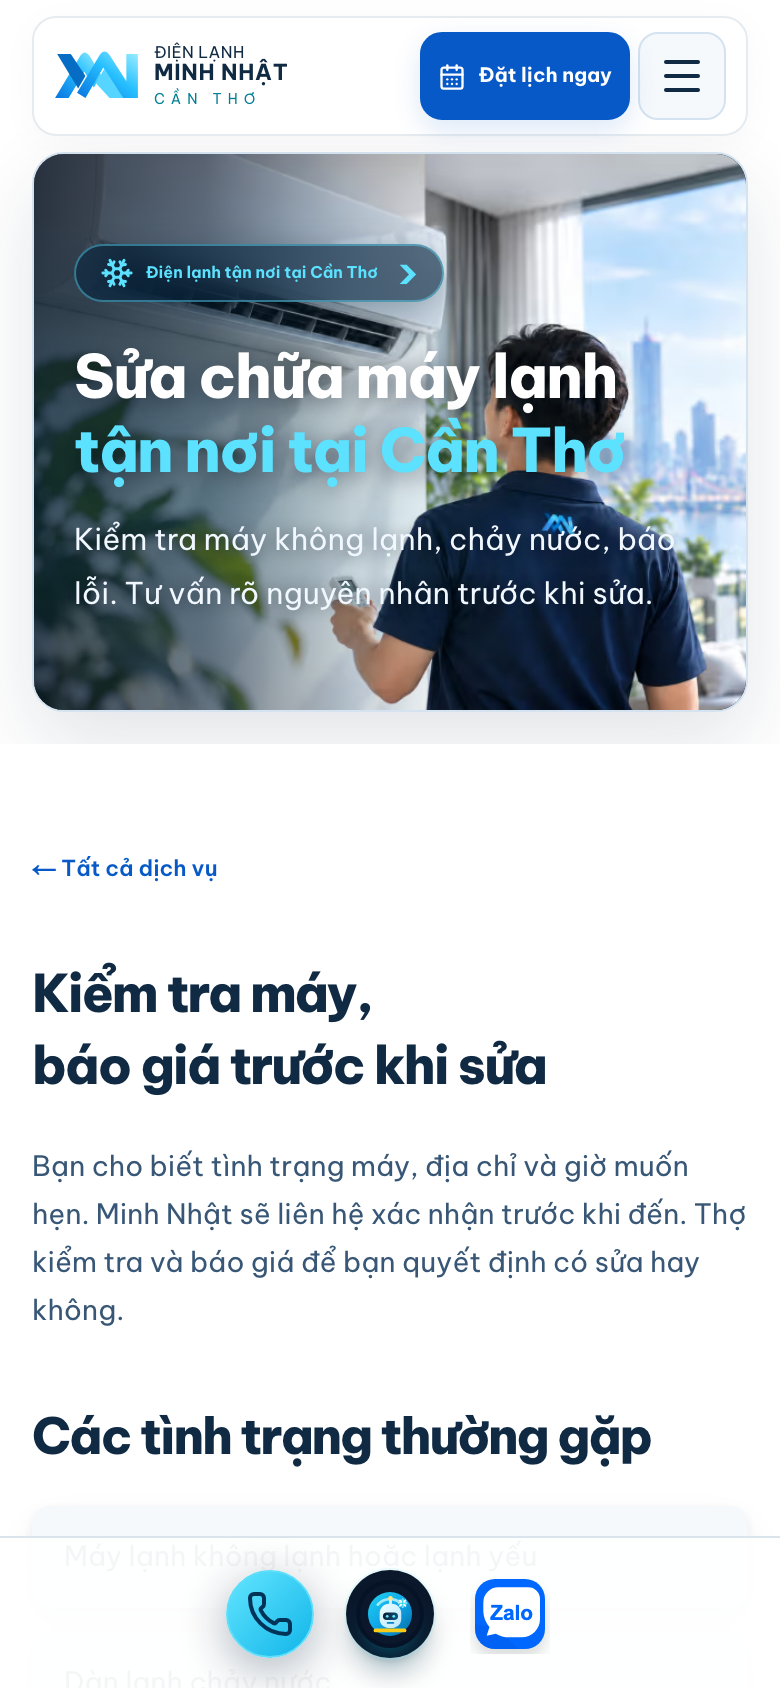 ĐIỆN LẠNH
MINH NHẬT
CẦN THƠ
Đặt lịch ngay
Điện lạnh tận nơi tại Cần Thơ
Sửa chữa máy lạnh
tận nơi tại Cần Thơ
Kiểm tra máy không lạnh, chảy nước, báo
lỗi. Tư vấn rõ nguyên nhân trước khi sửa.
← Tất cả dịch vụ
Kiểm tra máy,
báo giá trước khi sửa
Bạn cho biết tình trạng máy, địa chỉ và giờ muốn
hẹn. Minh Nhật sẽ liên hệ xác nhận trước khi đến. Thợ
kiểm tra và báo giá để bạn quyết định có sửa hay
không.
Các tình trạng thường gặp
Máy lạnh không lạnh hoặc lạnh yếu
Zalo
Dàn lạnh chảy nước